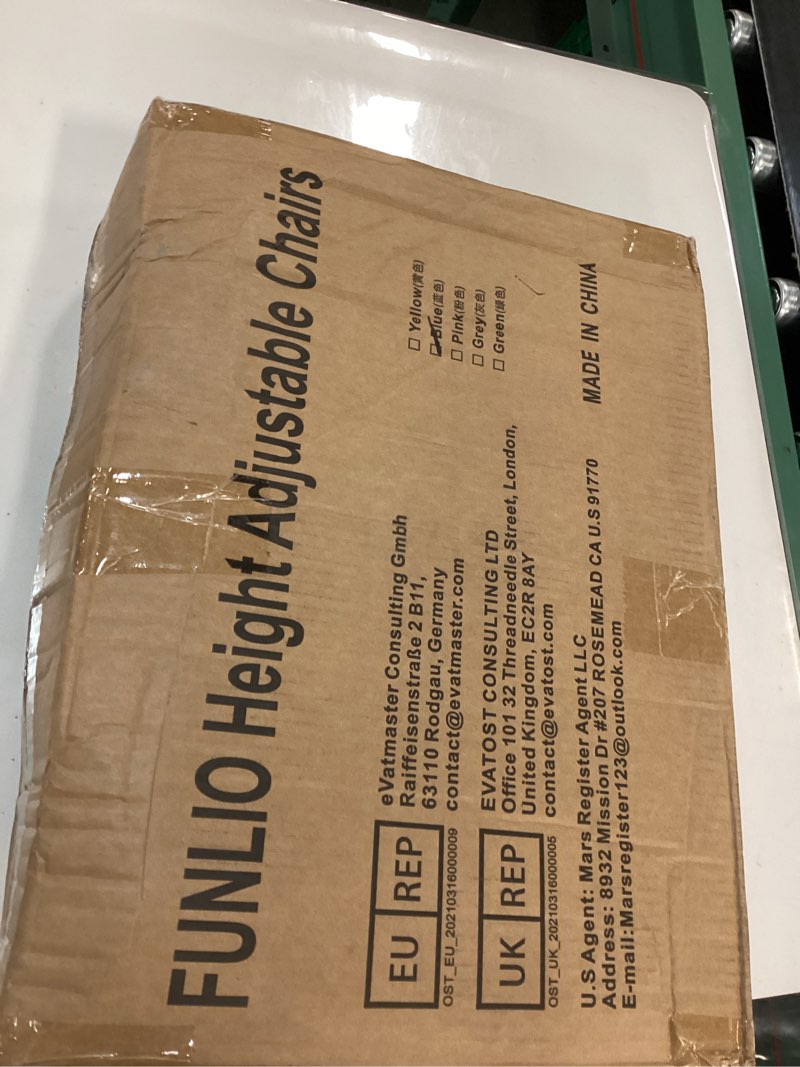 FUNLIO Height Adjustable Chairs
EU REP
eVatmaster Consulting Gmbh
Raiffeisenstraße 2 B11,
63110 Rodgau, Germany
contact@evatmaster.com
OST_EU_20210316000009
UK REP
EVATOST CONSULTING LTD
Office 101 32 Threadneedle Street, London,
United Kingdom, EC2R 8AY
contact@evatost.com
OST_UK_20210316000005
☐ Yellow(黄色)
☑ Blue(蓝色)
☐ Pink(粉色)
☐ Grey(灰色)
☐ Green(绿色)
U.S Agent: Mars Register Agent LLC
Address: 8932 Mission Dr #207 ROSEMEAD CA U.S 91770
E-mail:Marsregister123@outlook.com
MADE IN CHINA